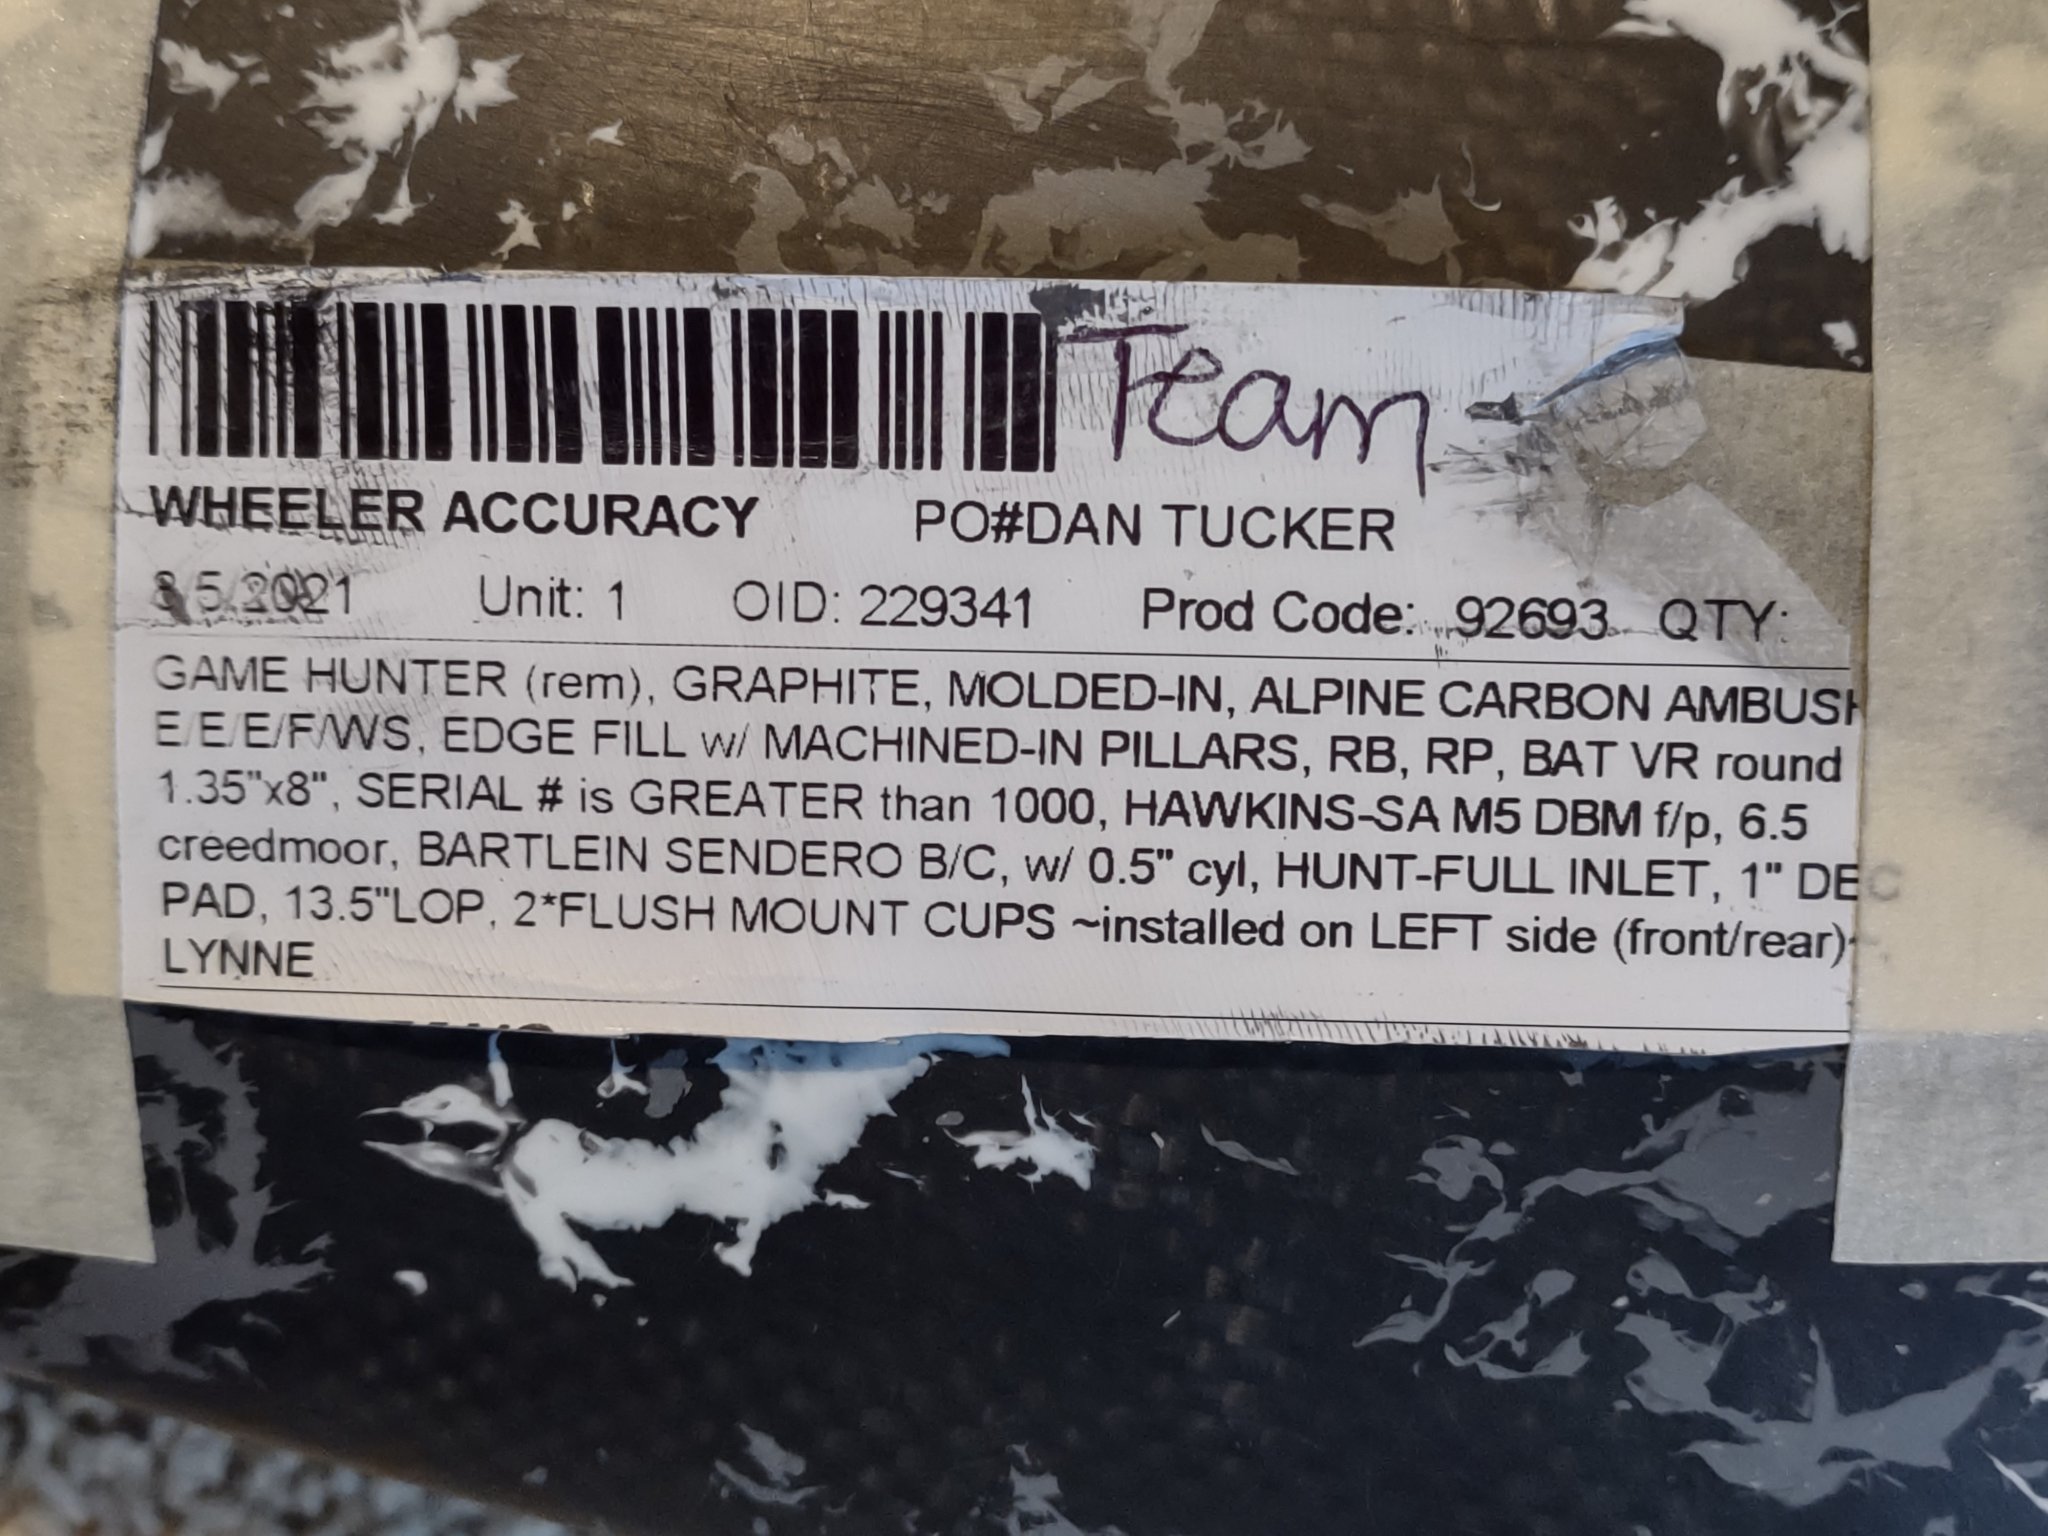 Team
WHEELER ACCURACY PO#DAN TUCKER
5.2021 Unit: 1 OID: 229341 Prod Code: 92693 QTY:
GAME HUNTER (rem), GRAPHITE, MOLDED-IN, ALPINE CARBON AMBUSH
E/E/E/F/WS, EDGE FILL w/ MACHINED-IN PILLARS, RB, RP, BAT VR round
1.35"x8", SERIAL # is GREATER than 1000, HAWKINS-SA M5 DBM f/p, 6.5
creedmoor, BARTLEIN SENDERO B/C, w/ 0.5" cyl, HUNT-FULL INLET, 1" DEC
PAD, 13.5"LOP, 2*FLUSH MOUNT CUPS ~installed on LEFT side (front/rear)~
LYNNE